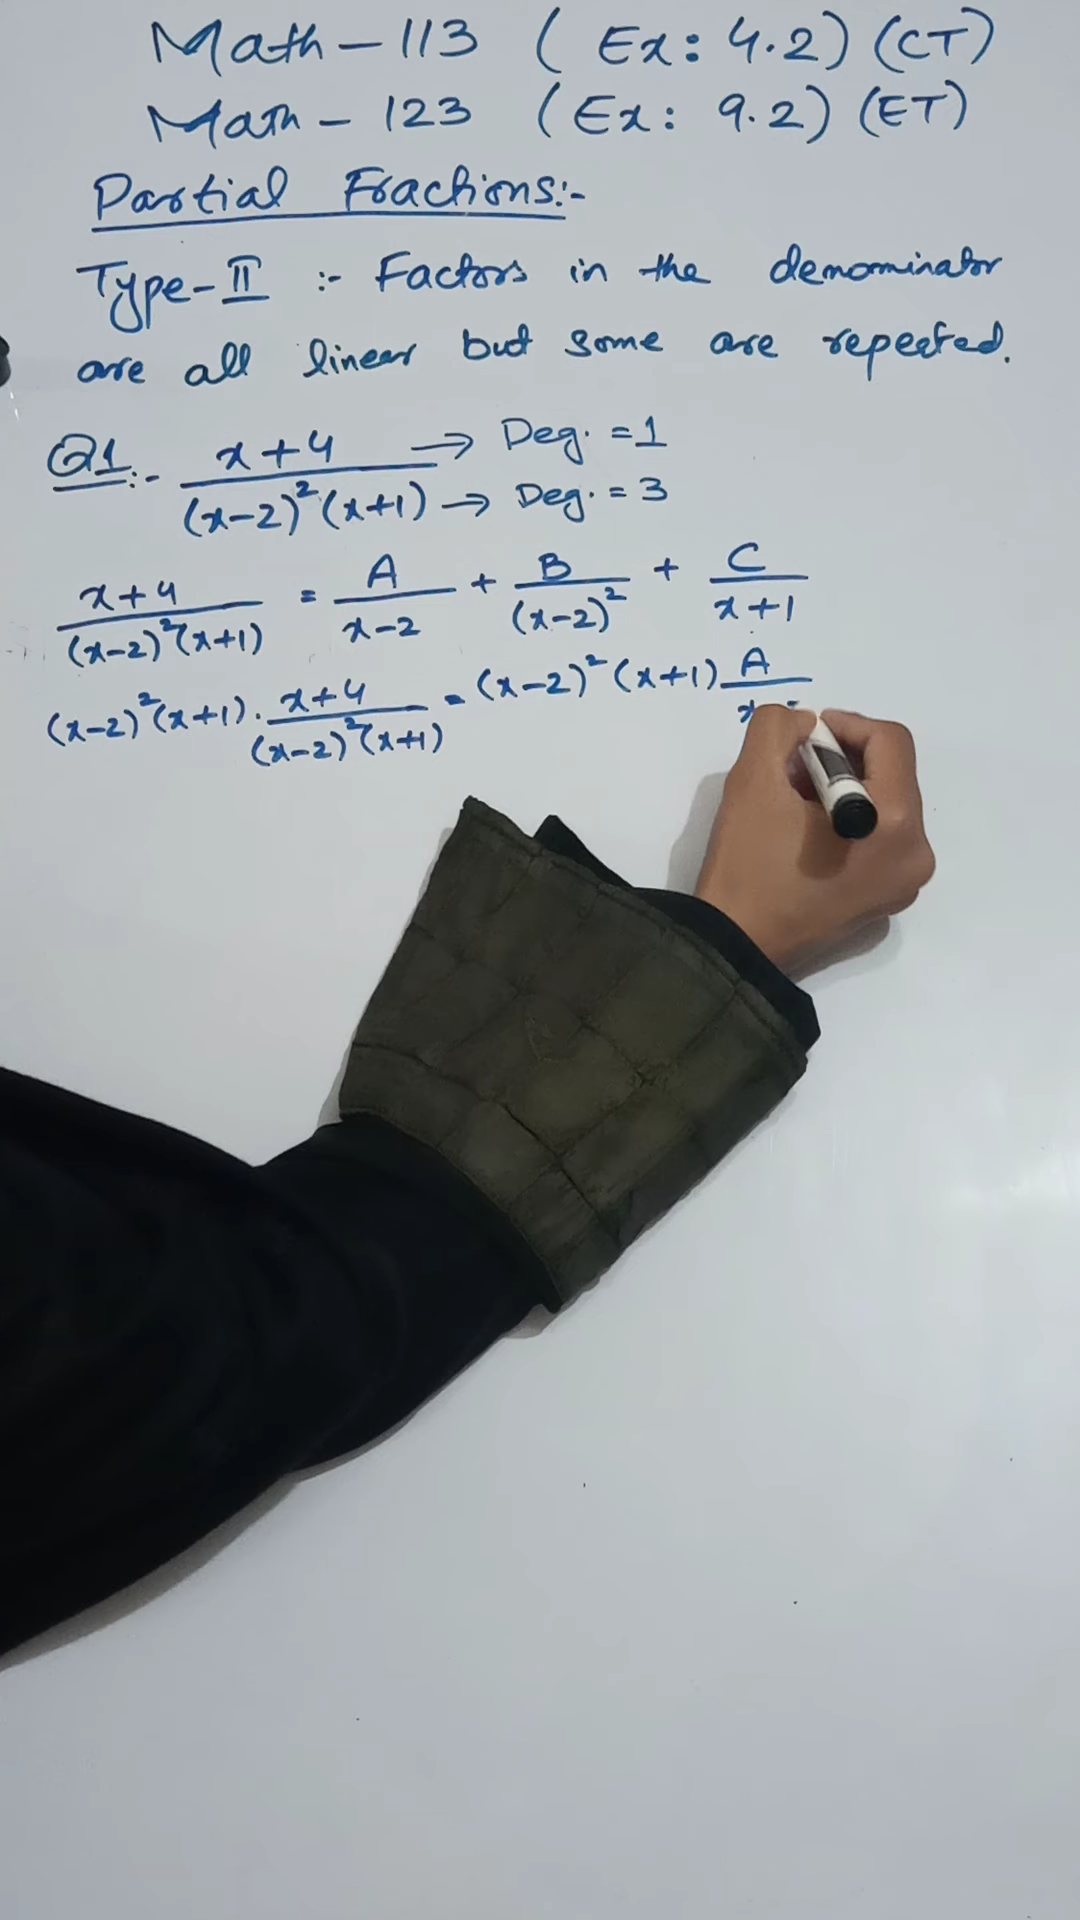 Math-113 (Ex: 4.2) (CT)
Math-123 (Ex: 9.2) (ET)
Partial Fractions:-
Type-II :- Factors in the denominator
are all linear but some are repeated.
Q1:- x+4 → Deg. = 1
(x-2)²(x+1) → Deg. = 3
x+4 / (x-2)²(x+1) = A / x-2 + B / (x-2)² + C / x+1
(x-2)²(x+1) . x+4 / (x-2)²(x+1) = (x-2)²(x+1) A / x